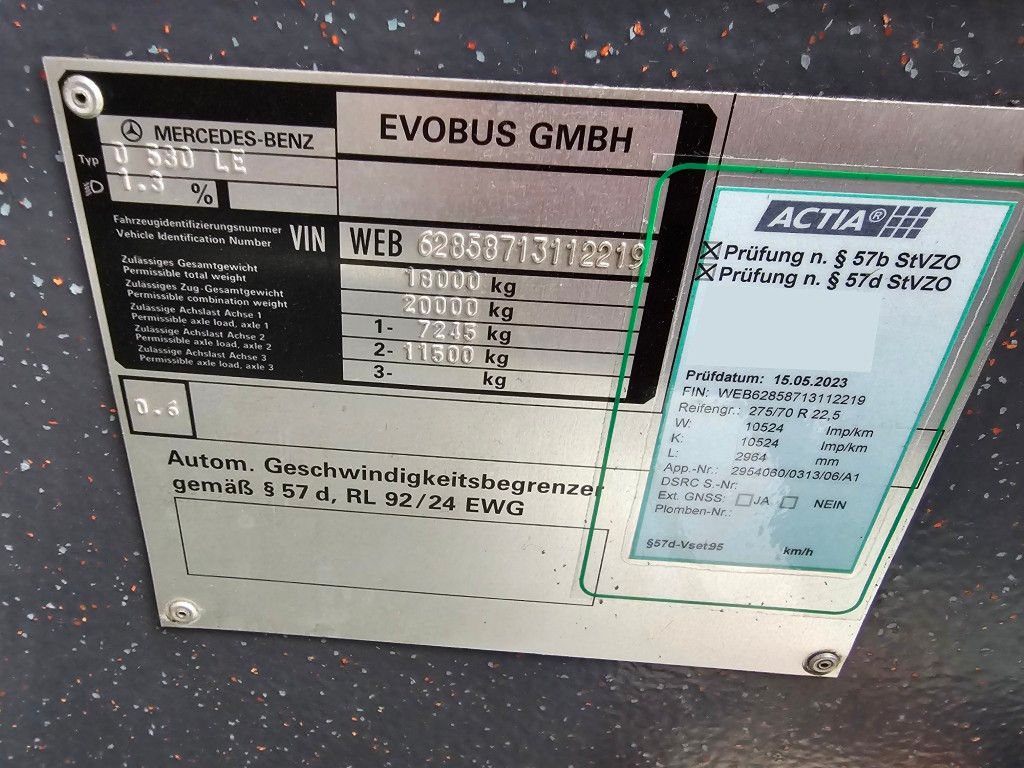 MERCEDES-BENZ
EVOBUS GMBH
Typ O 530 LE
1.3 %
Fahrzeugidentifizierungsnummer
Vehicle Identification Number VIN WEB 62858713112219
Zulässiges Gesamtgewicht
Permissible total weight 18000 kg
Zulässiges Zug-Gesamtgewicht
Permissible combination weight 20000 kg
Zulässige Achslast Achse 1
Permissible axle load, axle 1 1- 7245 kg
Zulässige Achslast Achse 2
Permissible axle load, axle 2 2- 11500 kg
Zulässige Achslast Achse 3
Permissible axle load, axle 3 3- kg
0.6
Autom. Geschwindigkeitsbegrenzer
gemäß § 57 d, RL 92/24 EWG
ACTIA®
Prüfung n. § 57b StVZO
Prüfung n. § 57d StVZO
Prüfdatum: 15.05.2023
FIN: WEB62858713112219
Reifengr.: 275/70 R 22,5
W: 10524 Imp/km
K: 10524 Imp/km
L: 2964 mm
App.-Nr.: 2954060/0313/06/A1
DSRC S.-Nr:
Ext. GNSS: JA NEIN
Plomben-Nr.:
§57d-Vset:95 km/h